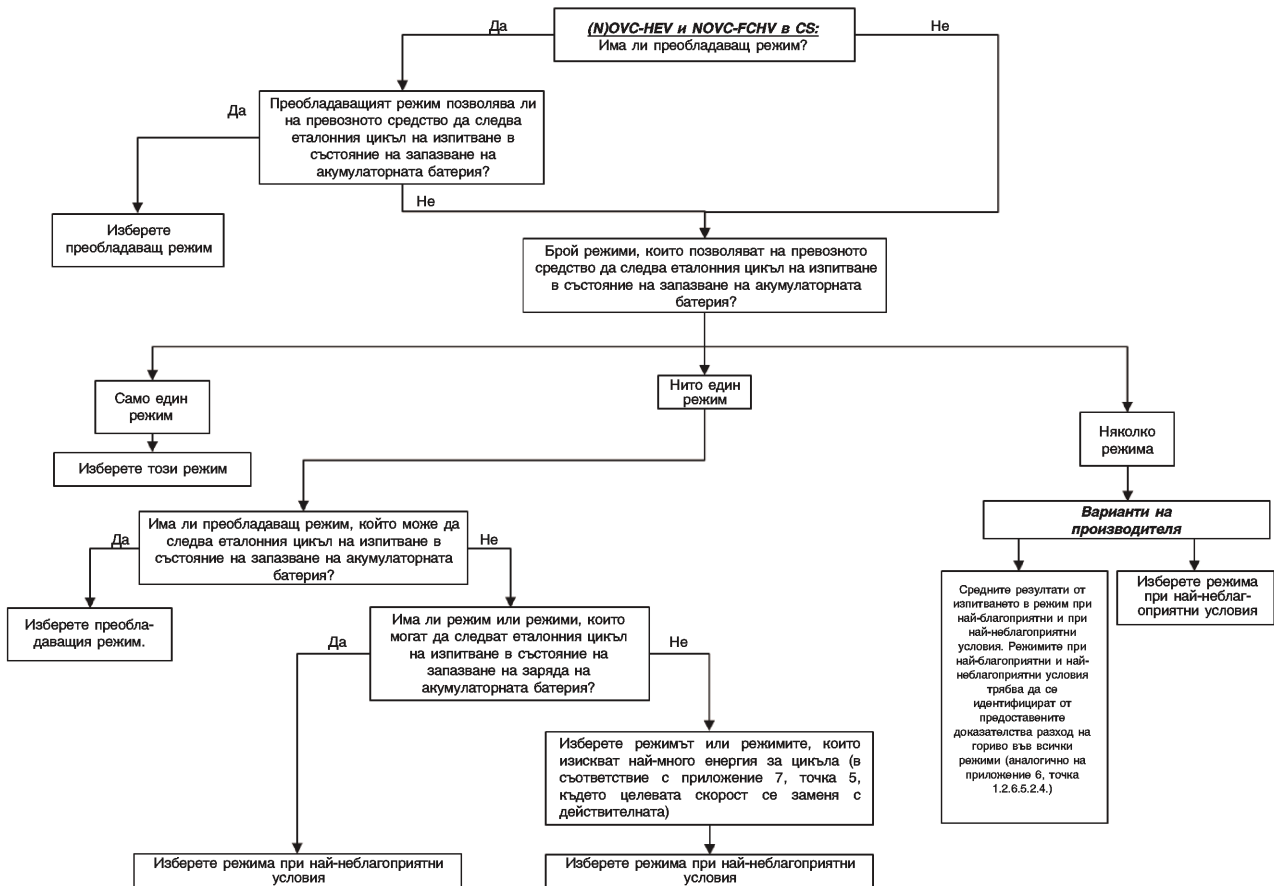 (N)OVC-HEV и NOVC-FCHV в CS:
Има ли преобладаващ режим?
Да
Не
Преобладаващият режим позволява ли
на превозното средство да следва
еталонния цикъл на изпитване в
състояние на запазване на
акумулаторната батерия?
Да
Не
Изберете
преобладаващ режим
Брой режими, които позволяват на превозното
средство да следва еталонния цикъл на изпитване
в състояние на запазване на акумулаторната
батерия?
Само един
режим
Нито един
режим
Няколко
режима
Изберете този режим
Има ли преобладаващ режим, който може да
следва еталонния цикъл на изпитване в
състояние на запазване на акумулаторната
батерия?
Да
Не
Варианти на
производителя
Изберете преобла-
даващия режим.
Има ли режим или режими, които
могат да следват еталонния цикъл
на изпитване в състояние на
запазване на заряда на
акумулаторната батерия?
Да
Не
Средните резултати от
изпитването в режим при
най-благоприятни и при
най-неблагоприятни
условия. Режимите при
най-благоприятни и най-
неблагоприятни условия
трябва да се
идентифицират от
предоставените
доказателства разход на
гориво във всички
режими (аналогично на
приложение 6, точка
1.2.6.5.2.4.)
Изберете режима
при най-неблаг-
оприятни условия
Изберете режимът или режимите, които
изискват най-много енергия за цикъла (в
съответствие с приложение 7, точка 5,
където целевата скорост се заменя с
действителната)
Изберете режима при най-неблагоприятни
условия
Изберете режима при най-неблагоприятни
условия